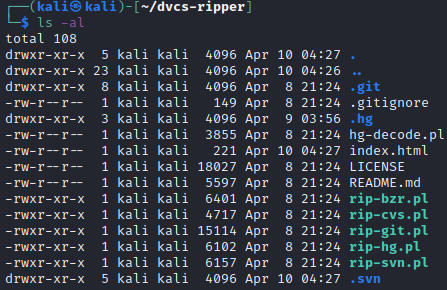 ┌──(kali㉿kali)-[~/dvcs-ripper]
└─$ ls -al
total 108
drwxr-xr-x  5 kali kali  4096 Apr 10 04:27 .
drwxr-xr-x 23 kali kali  4096 Apr 10 04:26 ..
drwxr-xr-x  8 kali kali  4096 Apr  8 21:24 .git
-rw-r--r--  1 kali kali   149 Apr  8 21:24 .gitignore
drwxr-xr-x  3 kali kali  4096 Apr  9 03:56 .hg
-rw-r--r--  1 kali kali  3855 Apr  8 21:24 hg-decode.pl
-rw-r--r--  1 kali kali   221 Apr 10 04:27 index.html
-rw-r--r--  1 kali kali 18027 Apr  8 21:24 LICENSE
-rw-r--r--  1 kali kali  5597 Apr  8 21:24 README.md
-rwxr-xr-x  1 kali kali  6401 Apr  8 21:24 rip-bzr.pl
-rwxr-xr-x  1 kali kali  4717 Apr  8 21:24 rip-cvs.pl
-rwxr-xr-x  1 kali kali 15114 Apr  8 21:24 rip-git.pl
-rwxr-xr-x  1 kali kali  6102 Apr  8 21:24 rip-hg.pl
-rwxr-xr-x  1 kali kali  6157 Apr  8 21:24 rip-svn.pl
drwxr-xr-x  6 kali kali  4096 Apr 10 04:27 .svn